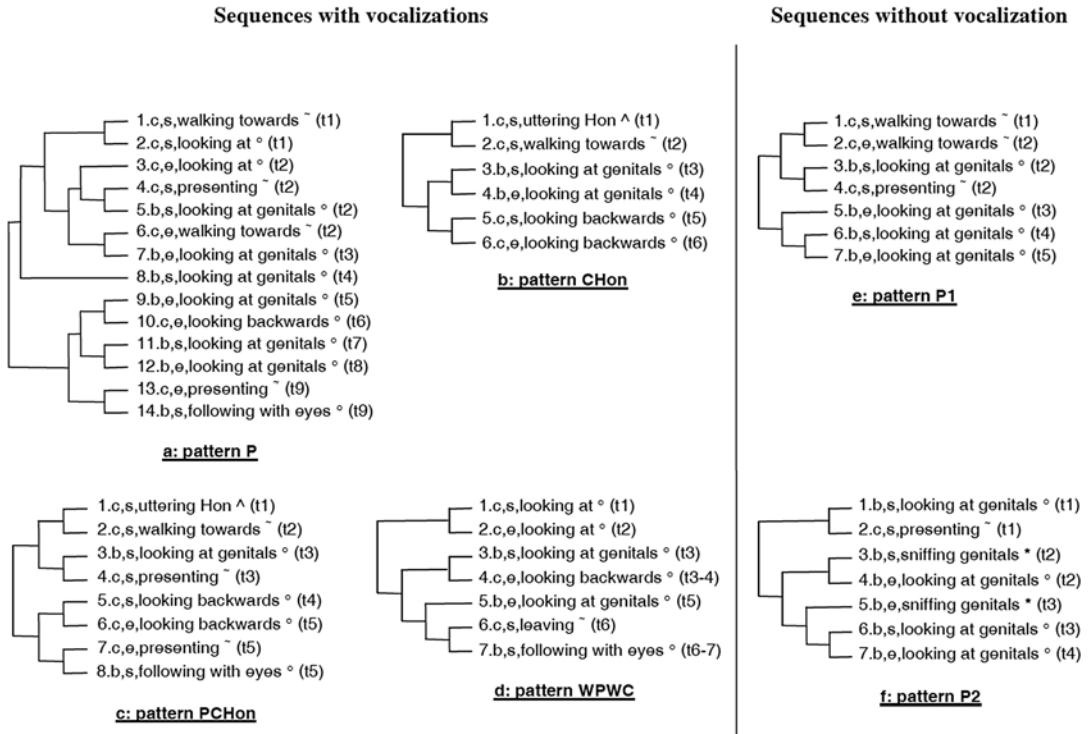 Sequences with vocalizations
Sequences without vocalization
1.c,s,walking towards ~ (t1)
2.c,s,looking at ° (t1)
3.c,e,looking at ° (t2)
4.c,s,presenting ~ (t2)
5.b,s,looking at genitals ° (t2)
6.c,e,walking towards ~ (t2)
7.b,e,looking at genitals ° (t3)
8.b,s,looking at genitals ° (t4)
9.b,e,looking at genitals ° (t5)
10.c,e,looking backwards ° (t6)
11.b,s,looking at genitals ° (t7)
12.b,e,looking at genitals ° (t8)
13.c,e,presenting ~ (t9)
14.b,s,following with eyes ° (t9)
a: pattern P
1.c,s,uttering Hon ^ (t1)
2.c,s,walking towards ~ (t2)
3.b,s,looking at genitals ° (t3)
4.b,e,looking at genitals ° (t4)
5.c,s,looking backwards ° (t5)
6.c,e,looking backwards ° (t6)
b: pattern CHon
1.c,s,walking towards ~ (t1)
2.c,e,walking towards ~ (t2)
3.b,s,looking at genitals ° (t2)
4.c,s,presenting ~ (t2)
5.b,e,looking at genitals ° (t3)
6.b,s,looking at genitals ° (t4)
7.b,e,looking at genitals ° (t5)
e: pattern P1
1.c,s,uttering Hon ^ (t1)
2.c,s,walking towards ~ (t2)
3.b,s,looking at genitals ° (t3)
4.c,s,presenting ~ (t3)
5.c,s,looking backwards ° (t4)
6.c,e,looking backwards ° (t5)
7.c,e,presenting ~ (t5)
8.b,s,following with eyes ° (t5)
c: pattern PCHon
1.c,s,looking at ° (t1)
2.c,e,looking at ° (t2)
3.b,s,looking at genitals ° (t3)
4.c,e,looking backwards ° (t3-4)
5.b,e,looking at genitals ° (t5)
6.c,s,leaving ~ (t6)
7.b,s,following with eyes ° (t6-7)
d: pattern WPWC
1.b,s,looking at genitals ° (t1)
2.c,s,presenting ~ (t1)
3.b,s,sniffing genitals * (t2)
4.b,e,looking at genitals ° (t2)
5.b,e,sniffing genitals * (t3)
6.b,s,looking at genitals ° (t3)
7.b,e,looking at genitals ° (t4)
f: pattern P2